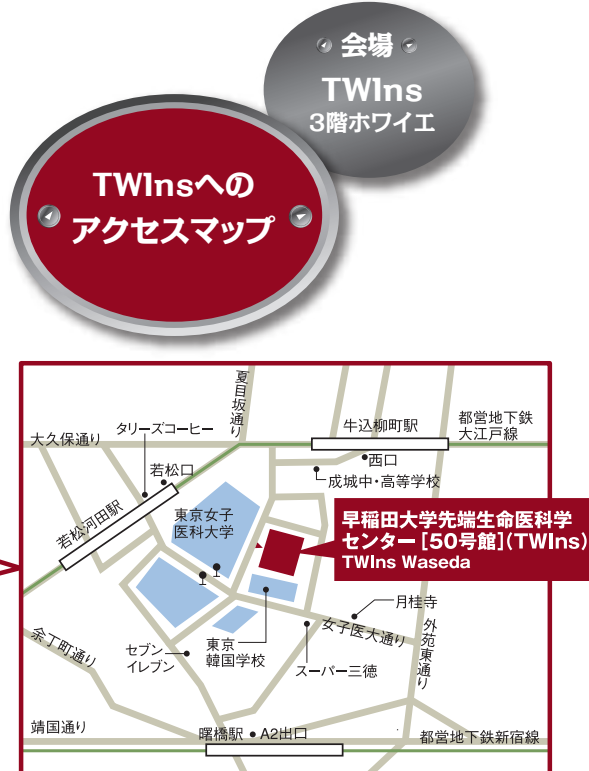 会場
TWIns
3階ホワイエ
TWInsへの
アクセスマップ
夏目坂通り
大久保通り
タリーズコーヒー
牛込柳町駅
都営地下鉄
大江戸線
若松口
西口
成城中・高等学校
若松河田駅
東京女子
医科大学
早稲田大学先端生命医科学
センター[50号館](TWIns)
TWIns Waseda
月桂寺
女子医大通り
外苑東通り
余丁町通り
セブン
イレブン
東京
韓国学校
スーパー三徳
靖国通り
曙橋駅
A2出口
都営地下鉄新宿線